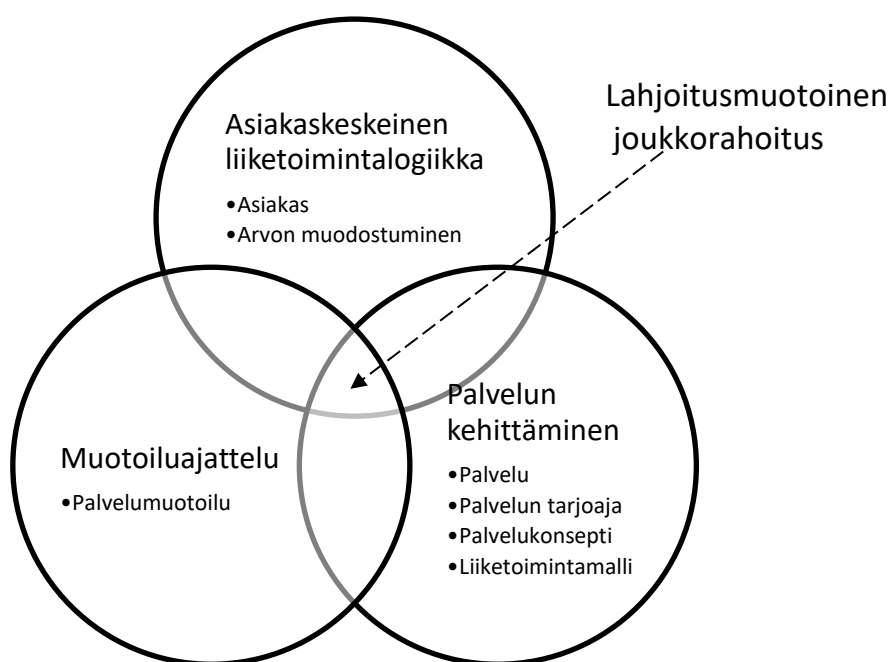 Lahjoitusmuotoinen
joukkorahoitus
Asiakaskeskeinen
liiketoimintalogiikka
•Asiakas
•Arvon muodostuminen
Muotoiluajattelu
•Palvelumuotoilu
Palvelun
kehittäminen
•Palvelu
•Palvelun tarjoaja
•Palvelukonsepti
•Liiketoimintamalli